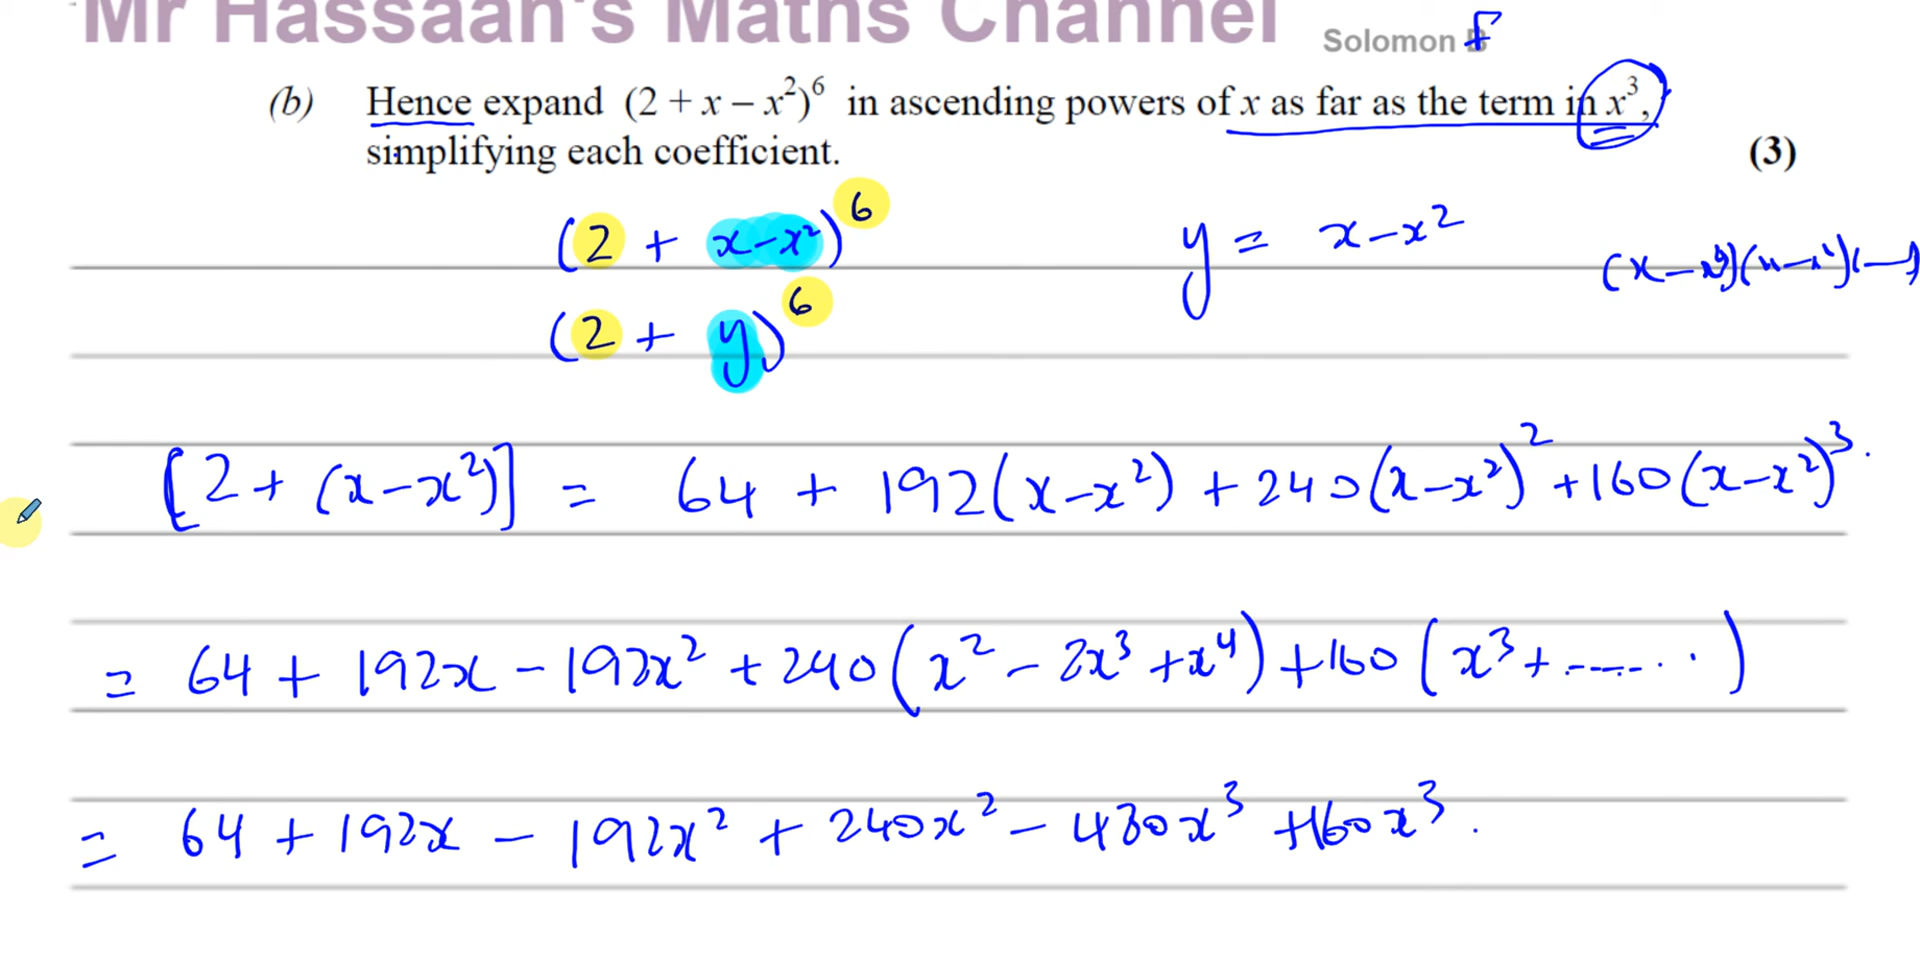 Mr Hassaan's Maths Channel
Solomon F
(b) Hence expand (2 + x – x²)⁶ in ascending powers of x as far as the term in x³,
simplifying each coefficient.
(3)
(2 + x-x²)⁶
y = x-x²
(2 + y)⁶
[2 + (x-x²)] = 64 + 192(x-x²) + 240(x-x²)² + 160(x-x²)³.
= 64 + 192x - 192x² + 240(x² - 2x³ + x⁴) + 160(x³ + ------..)
= 64 + 192x - 192x² + 240x² - 480x³ + 160x³.